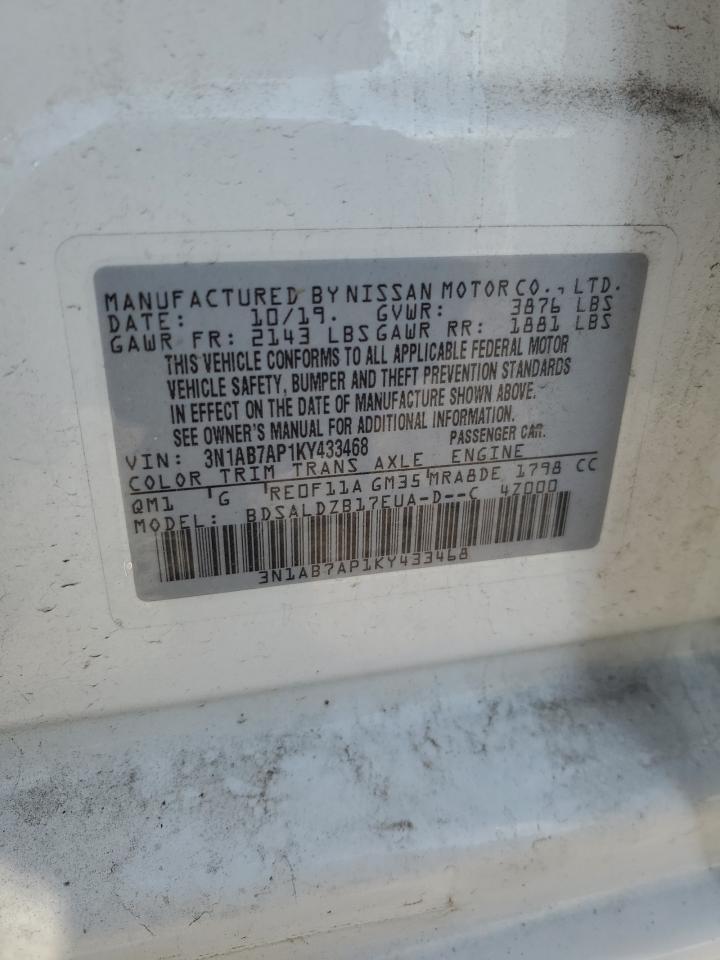 MANUFACTURED BY NISSAN MOTOR CO., LTD.
DATE: 10/19. GVWR: 3876 LBS
GAWR FR: 2143 LBS GAWR RR: 1881 LBS
THIS VEHICLE CONFORMS TO ALL APPLICABLE FEDERAL MOTOR
VEHICLE SAFETY, BUMPER AND THEFT PREVENTION STANDARDS
IN EFFECT ON THE DATE OF MANUFACTURE SHOWN ABOVE.
SEE OWNER'S MANUAL FOR ADDITIONAL INFORMATION.
VIN: 3N1AB7AP1KY433468 PASSENGER CAR.
COLOR TRIM TRANS AXLE ENGINE
QM1 'G 'RE0F11A GM35'MRA8DE 1798 CC
MODEL: BDSALDZB17EUA-D--C 4Z000
3N1AB7AP1KY433468